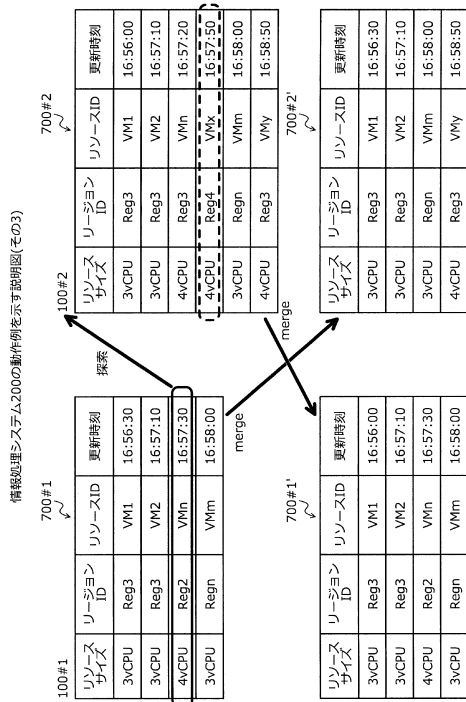 情報処理システム200の動作例を示す説明図(その3)
100#1
700#1
リソースサイズ リージョンID リソースID 更新時刻
3vCPU Reg3 VM1 16:56:30
3vCPU Reg3 VM2 16:57:10
4vCPU Reg2 VMn 16:57:30
3vCPU Regn VMm 16:58:00
探索
100#2
700#2
リソースサイズ リージョンID リソースID 更新時刻
3vCPU Reg3 VM1 16:56:00
3vCPU Reg3 VM2 16:57:10
4vCPU Reg3 VMn 16:57:20
4vCPU Reg4 VMx 16:57:50
3vCPU Regn VMm 16:58:00
4vCPU Reg3 VMy 16:58:50
merge
merge
700#1'
リソースサイズ リージョンID リソースID 更新時刻
3vCPU Reg3 VM1 16:56:00
3vCPU Reg3 VM2 16:57:10
4vCPU Reg2 VMn 16:57:30
3vCPU Regn VMm 16:58:00
700#2'
リソースサイズ リージョンID リソースID 更新時刻
3vCPU Reg3 VM1 16:56:30
3vCPU Reg3 VM2 16:57:10
3vCPU Regn VMm 16:58:00
4vCPU Reg3 VMy 16:58:50